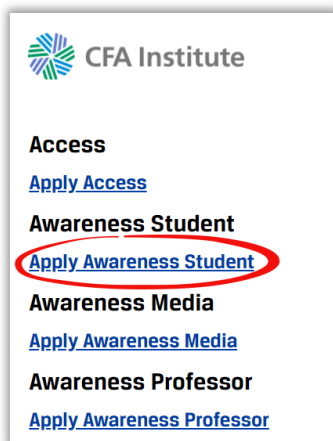 CFA Institute
Access
Apply Access
Awareness Student
Apply Awareness Student
Awareness Media
Apply Awareness Media
Awareness Professor
Apply Awareness Professor